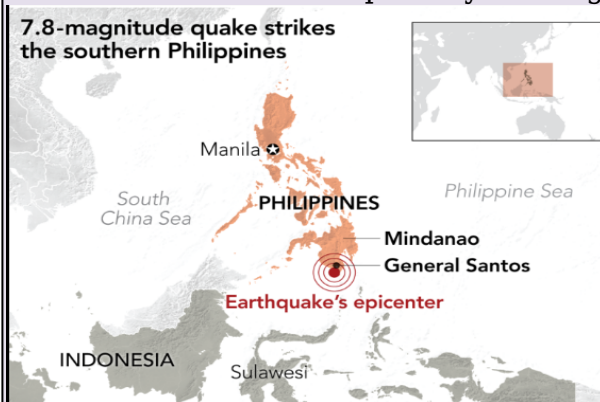 7.8-magnitude quake strikes
the southern Philippines
Manila
South
China Sea
PHILIPPINES
Philippine Sea
Mindanao
General Santos
Earthquake's epicenter
INDONESIA
Sulawesi